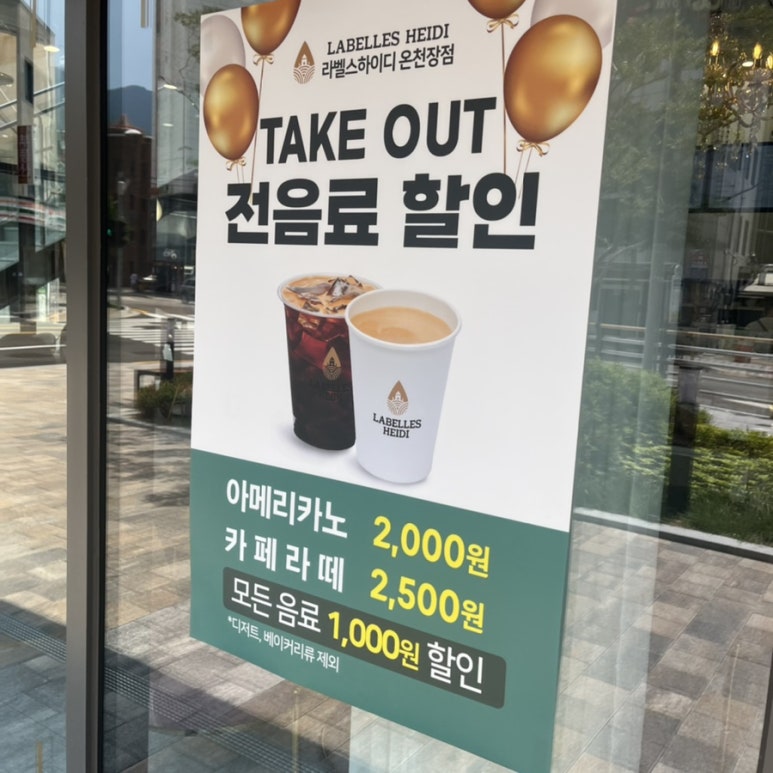 LABELLES HEIDI
라벨스하이디 온천장점
TAKE OUT
전음료 할인
LABELLES
HEIDI
아메리카노 2,000원
카페라떼 2,500원
모든 음료 1,000원 할인
*디저트, 베이커리류 제외